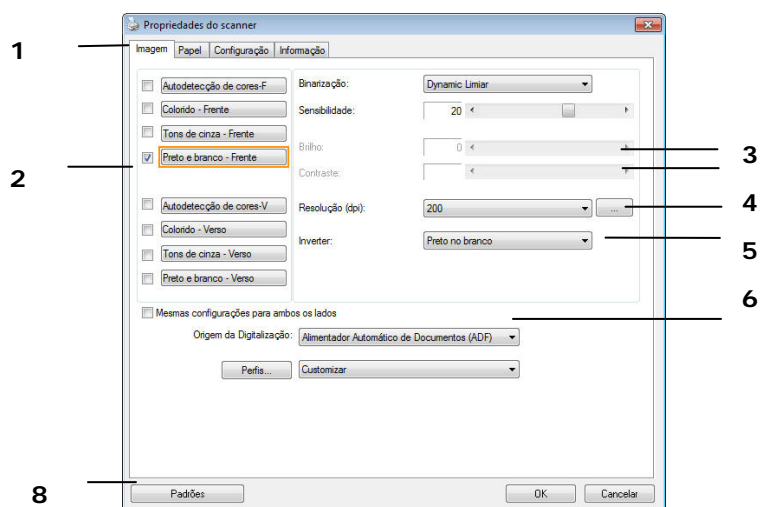 Propriedades do scanner
1
Imagem Papel Configuração Informação
Autodetecção de cores-F
Binarização: Dynamic Limiar
Colorido - Frente
Sensibilidade: 20
Tons de cinza - Frente
Brilho: 0
3
Preto e branco - Frente
2
Contraste:
Autodetecção de cores-V
Resolução (dpi): 200 ...
4
Colorido - Verso
Inverter: Preto no branco
5
Tons de cinza - Verso
Preto e branco - Verso
6
Mesmas configurações para ambos os lados
Origem da Digitalização: Alimentador Automático de Documentos (ADF)
Perfis... Customizar
8
Padrões OK Cancelar